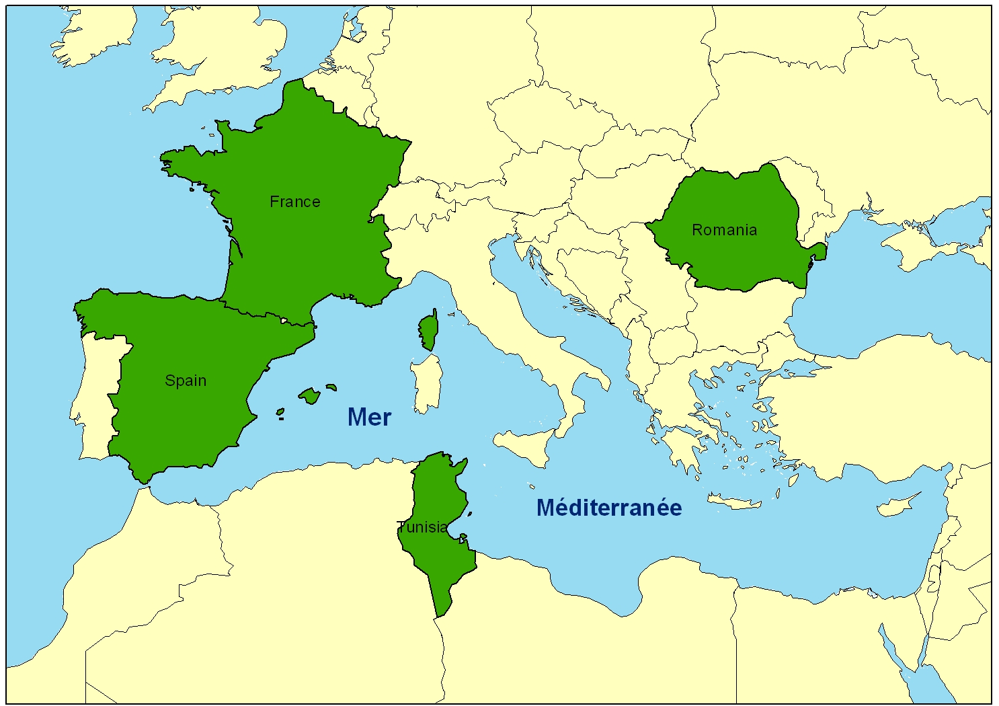 France
Romania
Spain
Mer
Méditerranée
Tunisia